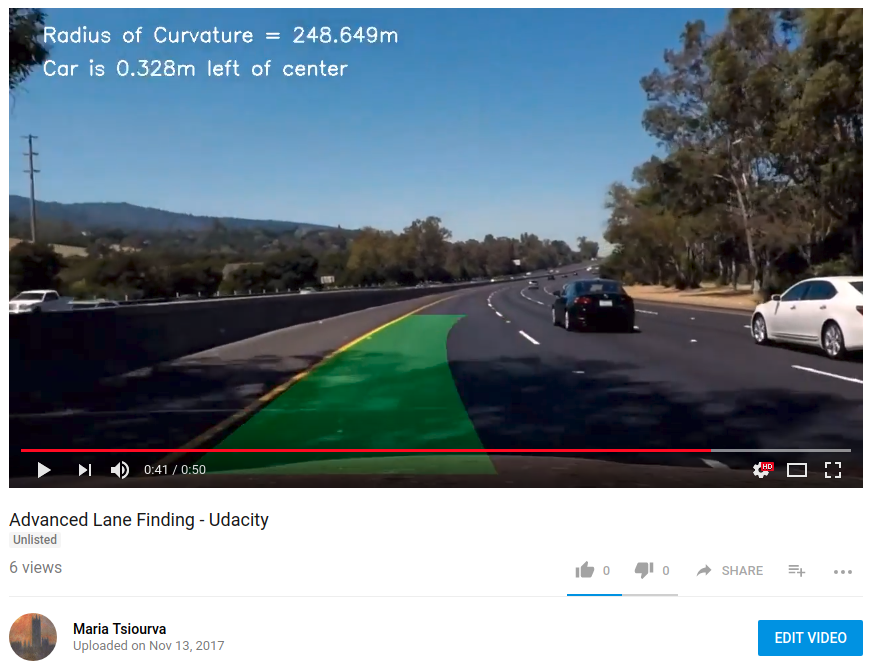 Radius of Curvature = 248.649m
Car is 0.328m left of center
0:41 / 0:50
HD
Advanced Lane Finding - Udacity
Unlisted
6 views
0
0
SHARE
Maria Tsiourva
Uploaded on Nov 13, 2017
EDIT VIDEO